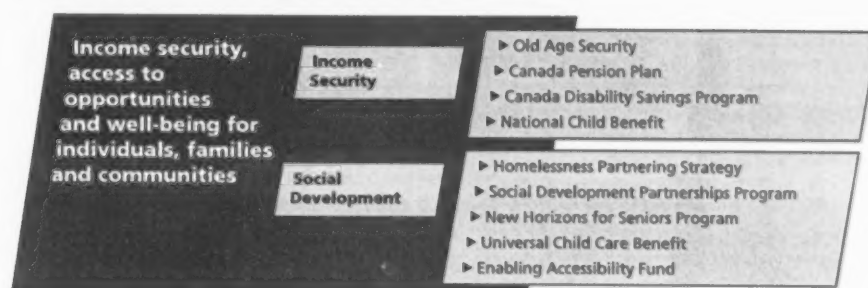 Income security,
access to
opportunities
and well-being for
individuals, families
and communities
Income
Security
▶ Old Age Security
▶ Canada Pension Plan
▶ Canada Disability Savings Program
▶ National Child Benefit
Social
Development
▶ Homelessness Partnering Strategy
▶ Social Development Partnerships Program
▶ New Horizons for Seniors Program
▶ Universal Child Care Benefit
▶ Enabling Accessibility Fund